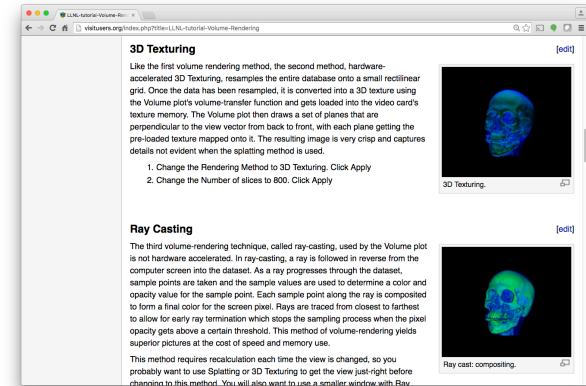 LLNL-tutorial-Volume-Ren
visitusers.org/index.php?title=LLNL-tutorial-Volume-Rendering
3D Texturing
[edit]
Like the first volume rendering method, the second method, hardware-
accelerated 3D Texturing, resamples the entire database onto a small rectilinear
grid. Once the data has been resampled, it is converted into a 3D texture using
the Volume plot's volume-transfer function and gets loaded into the video card's
texture memory. The Volume plot then draws a set of planes that are
perpendicular to the view vector from back to front, with each plane getting the
pre-loaded texture mapped onto it. The resulting image is very crisp and captures
details not evident when the splatting method is used.
1. Change the Rendering Method to 3D Texturing. Click Apply
2. Change the Number of slices to 800. Click Apply
3D Texturing.
Ray Casting
[edit]
The third volume-rendering technique, called ray-casting, used by the Volume plot
is not hardware accelerated. In ray-casting, a ray is followed in reverse from the
computer screen into the dataset. As a ray progresses through the dataset,
sample points are taken and the sample values are used to determine a color and
opacity value for the sample point. Each sample point along the ray is composited
to form a final color for the screen pixel. Rays are traced from closest to farthest
to allow for early ray termination which stops the sampling process when the pixel
opacity gets above a certain threshold. This method of volume-rendering yields
superior pictures at the cost of speed and memory use.
Ray cast: compositing.
This method requires recalculation each time the view is changed, so you
probably want to use Splatting or 3D Texturing to get the view just-right before
changing to this method. You will also want to use a smaller window with Ray